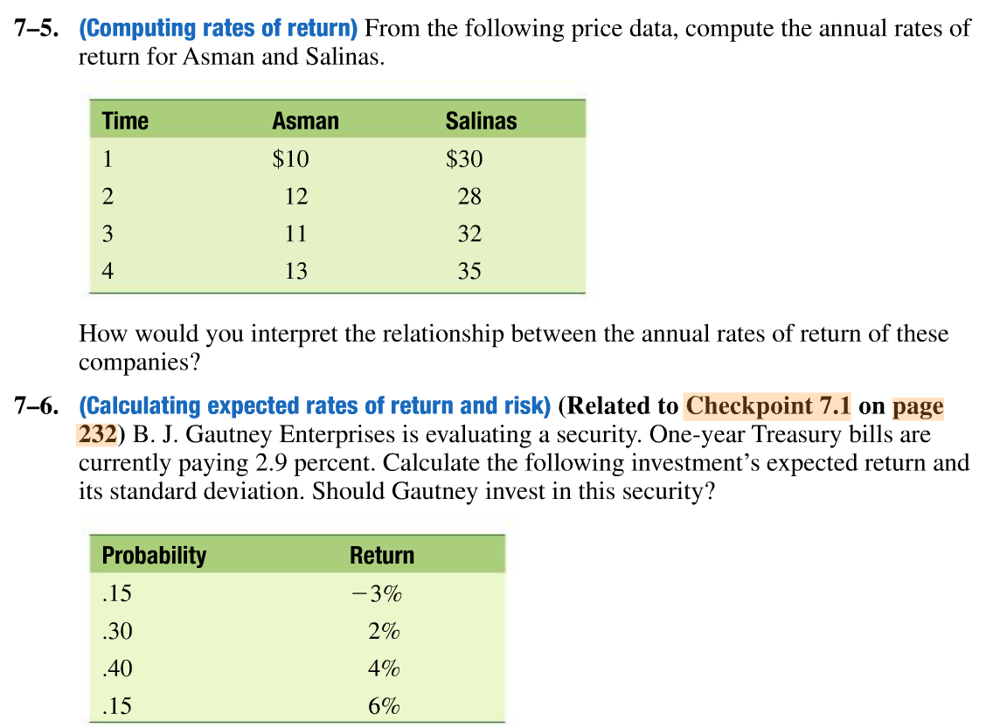 7–5. (Computing rates of return) From the following price data, compute the annual rates of
return for Asman and Salinas.
Time Asman Salinas
1 $10 $30
2 12 28
3 11 32
4 13 35
How would you interpret the relationship between the annual rates of return of these
companies?
7–6. (Calculating expected rates of return and risk) (Related to Checkpoint 7.1 on page
232) B. J. Gautney Enterprises is evaluating a security. One-year Treasury bills are
currently paying 2.9 percent. Calculate the following investment’s expected return and
its standard deviation. Should Gautney invest in this security?
Probability Return
.15 −3%
.30 2%
.40 4%
.15 6%